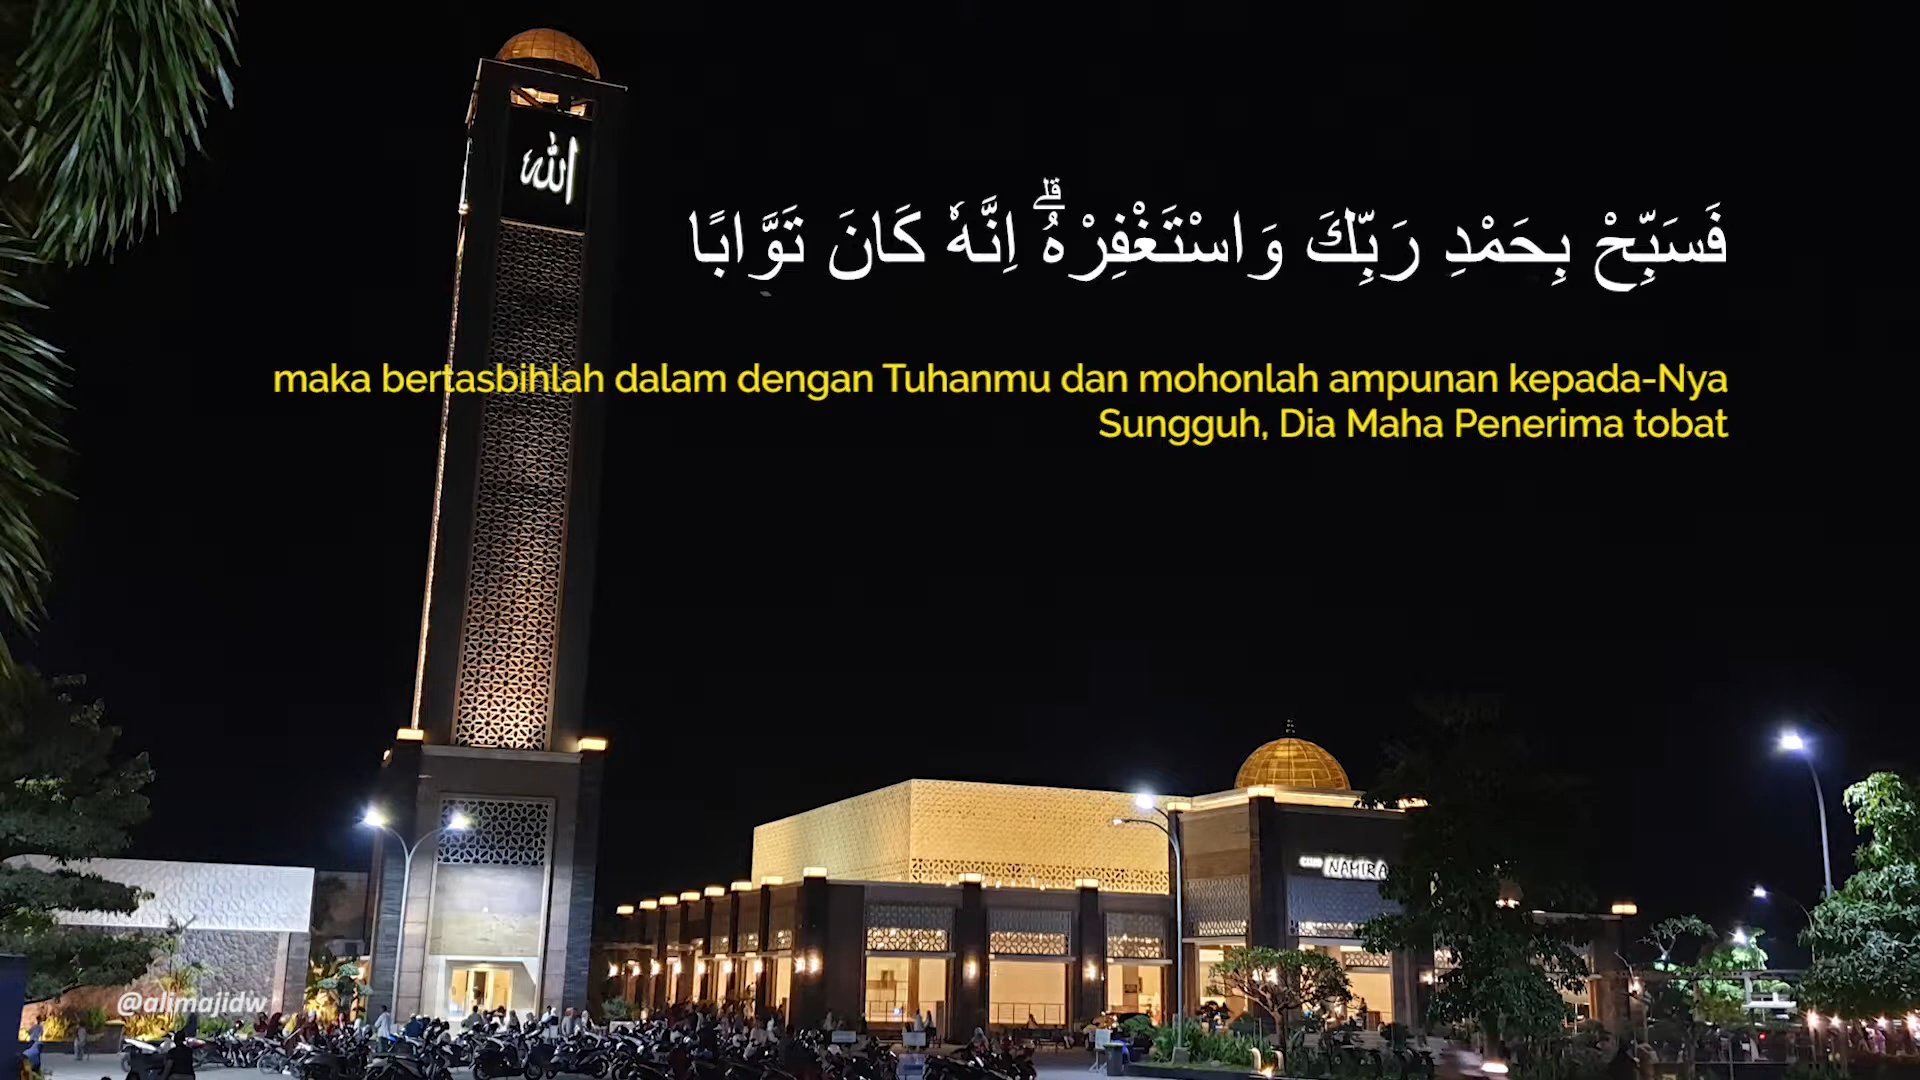 الله
فَسَبِّحْ بِحَمْدِ رَبِّكَ وَاسْتَغْفِرْهُۗ اِنَّهٗ كَانَ تَوَّابًا
maka bertasbihlah dalam dengan Tuhanmu dan mohonlah ampunan kepada-Nya
Sungguh, Dia Maha Penerima tobat
NAMIRA
@alimajidw